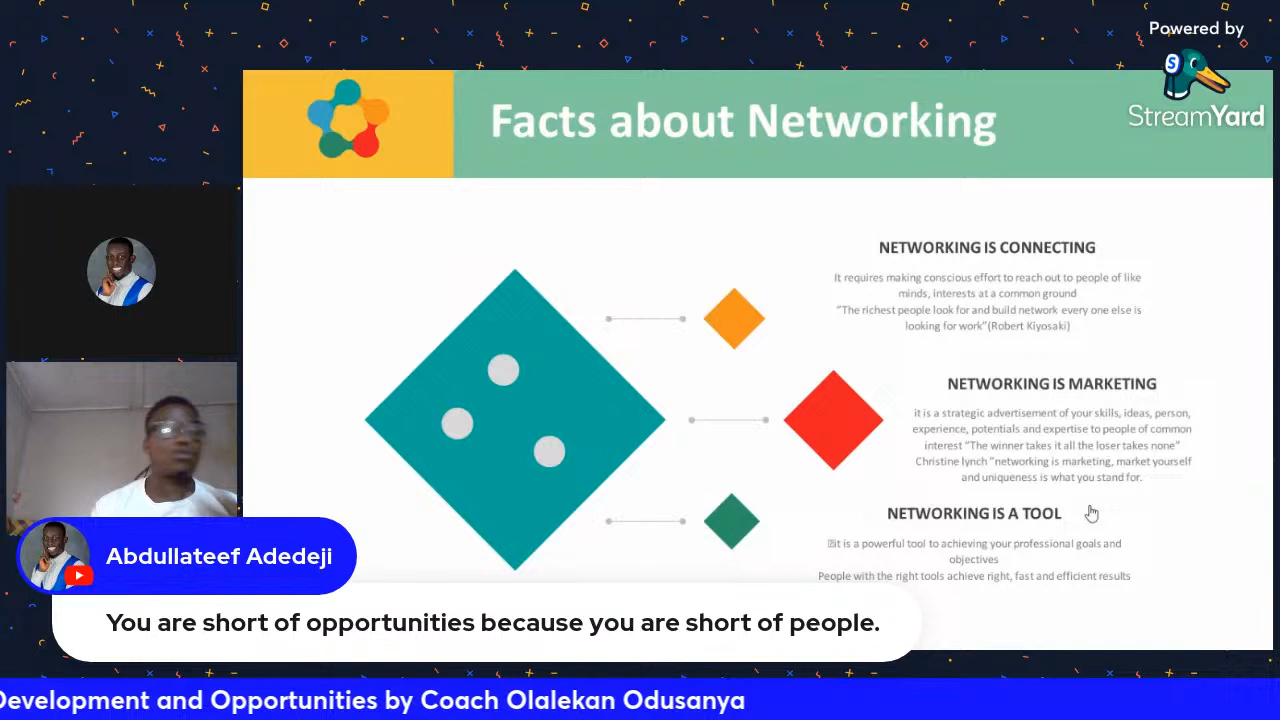 Powered by
StreamYard
Facts about Networking
NETWORKING IS CONNECTING
It requires making conscious effort to reach out to people of like
minds, interests at a common ground
"The richest people look for and build network every one else is
looking for work"(Robert Kiyosaki)
NETWORKING IS MARKETING
it is a strategic advertisement of your skills, ideas, person,
experience, potentials and expertise to people of common
interest "The winner takes it all the loser takes none"
Christine lynch "networking is marketing, market yourself
and uniqueness is what you stand for.
NETWORKING IS A TOOL
it is a powerful tool to achieving your professional goals and
objectives
People with the right tools achieve right, fast and efficient results
Abdullateef Adedeji
You are short of opportunities because you are short of people.
Development and Opportunities by Coach Olalekan Odusanya